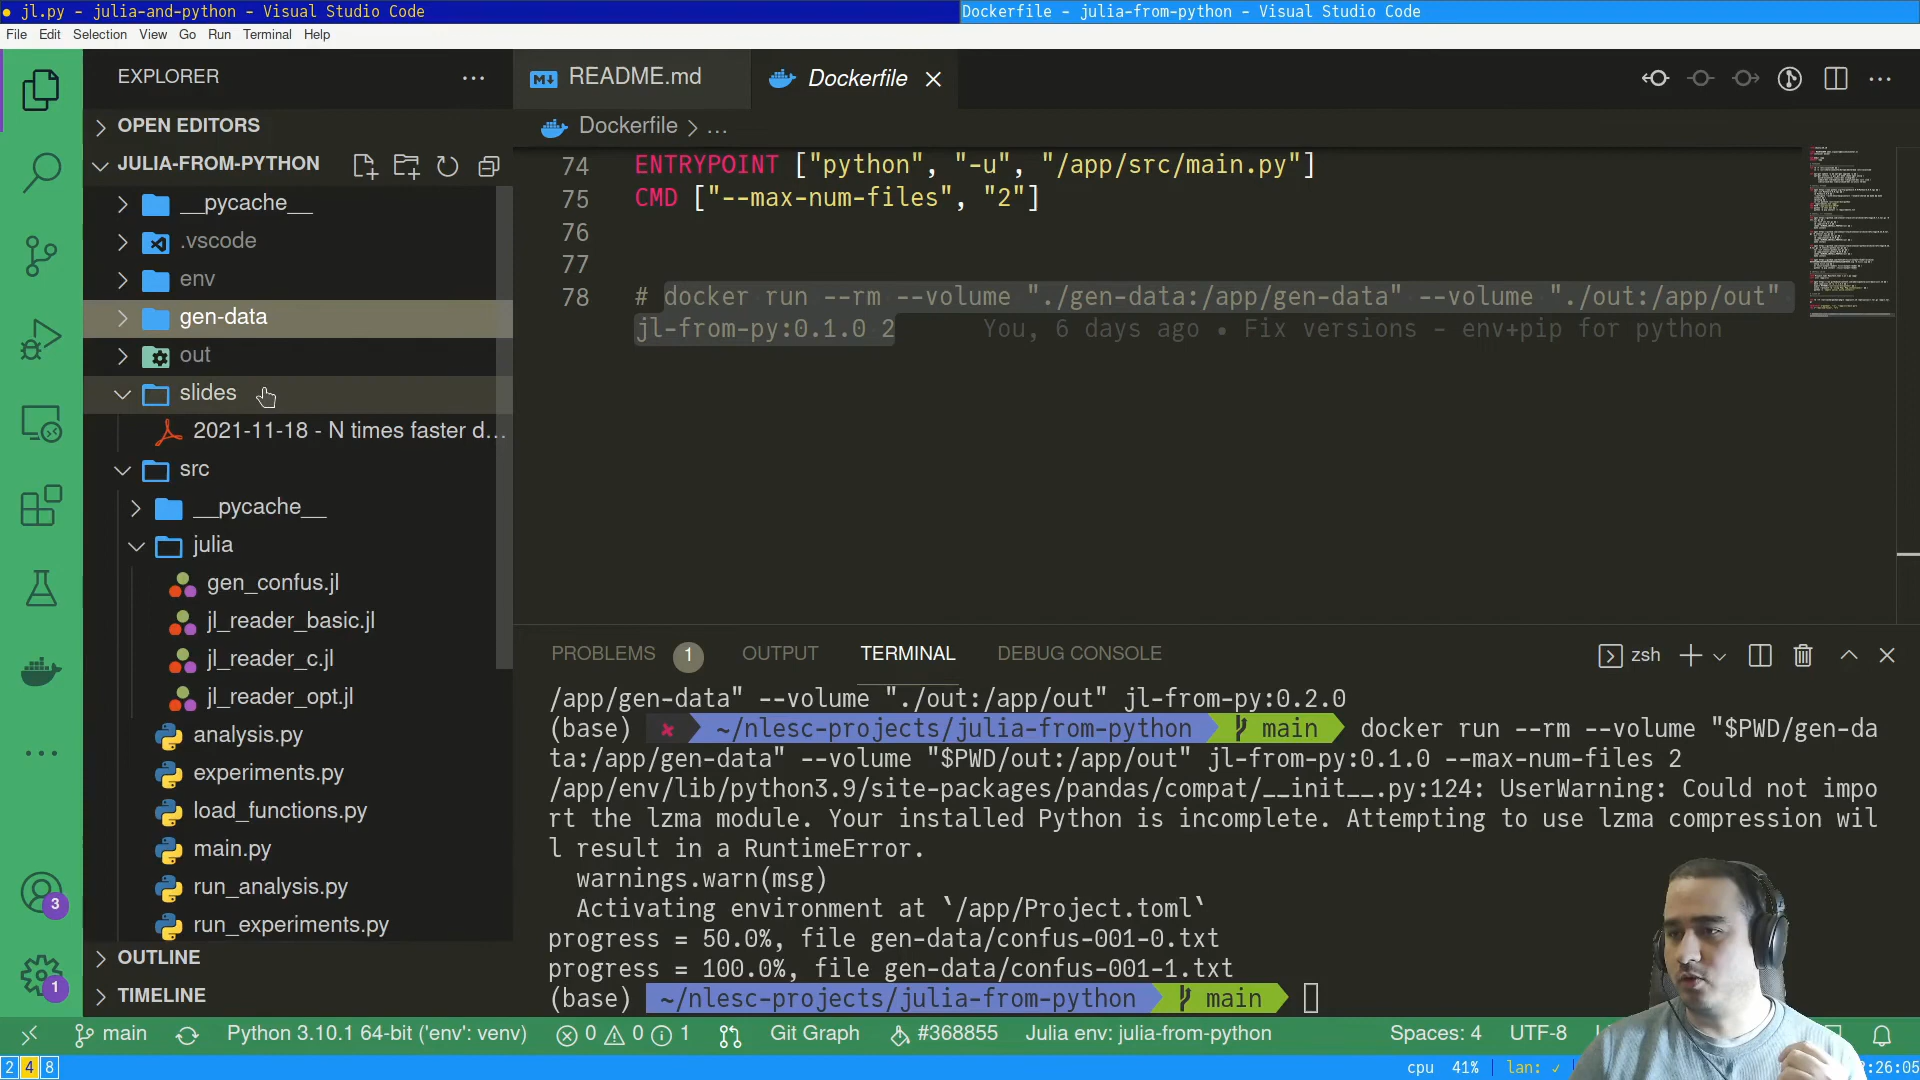 jl.py - julia-and-python - Visual Studio Code
Dockerfile - julia-from-python - Visual Studio Code
File Edit Selection View Go Run Terminal Help
EXPLORER
OPEN EDITORS
JULIA-FROM-PYTHON
__pycache__
.vscode
env
gen-data
out
slides
2021-11-18 - N times faster d...
src
__pycache__
julia
gen_confus.jl
jl_reader_basic.jl
jl_reader_c.jl
jl_reader_opt.jl
analysis.py
experiments.py
load_functions.py
main.py
run_analysis.py
run_experiments.py
OUTLINE
TIMELINE
README.md
Dockerfile
Dockerfile > ...
74 ENTRYPOINT ["python", "-u", "/app/src/main.py"]
75 CMD ["--max-num-files", "2"]
76
77
78 # docker run --rm --volume "./gen-data:/app/gen-data" --volume "./out:/app/out"
jl-from-py:0.1.0 2 You, 6 days ago • Fix versions - env+pip for python
PROBLEMS 1 OUTPUT TERMINAL DEBUG CONSOLE
zsh
/app/gen-data" --volume "./out:/app/out" jl-from-py:0.2.0
(base) ~/nlesc-projects/julia-from-python main docker run --rm --volume "$PWD/gen-da
ta:/app/gen-data" --volume "$PWD/out:/app/out" jl-from-py:0.1.0 --max-num-files 2
/app/env/lib/python3.9/site-packages/pandas/compat/__init__.py:124: UserWarning: Could not impo
rt the lzma module. Your installed Python is incomplete. Attempting to use lzma compression wil
l result in a RuntimeError.
warnings.warn(msg)
Activating environment at `/app/Project.toml`
progress = 50.0%, file gen-data/confus-001-0.txt
progress = 100.0%, file gen-data/confus-001-1.txt
(base) ~/nlesc-projects/julia-from-python main
3
1
main Python 3.10.1 64-bit ('env': venv) 0 0 1 Git Graph #368855 Julia env: julia-from-python Spaces: 4 UTF-8
2 4 8
cpu 41% lan: ✓ :26:05